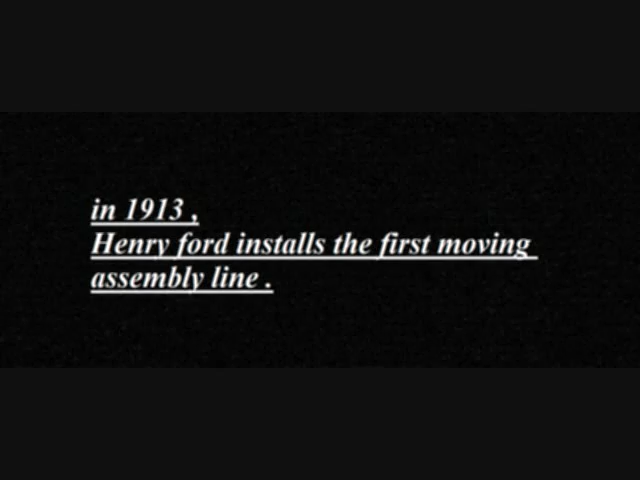 in 1913 ,
Henry ford installs the first moving
assembly line .